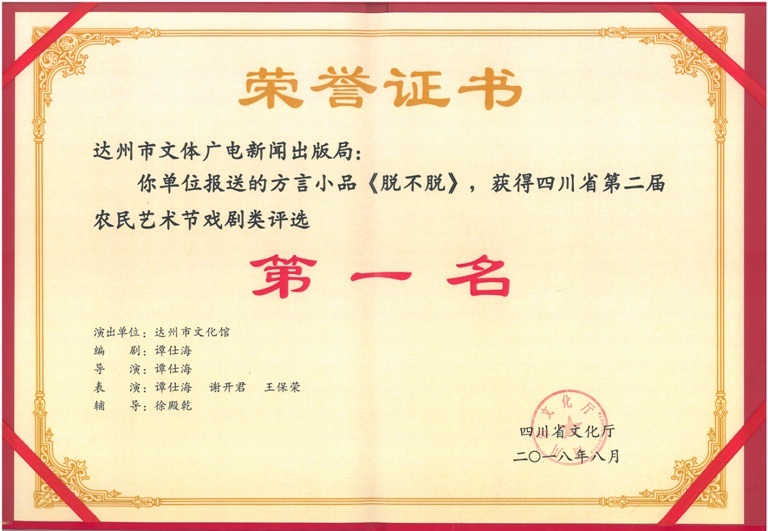 荣誉证书
达州市文体广电新闻出版局：
你单位报送的方言小品《脱不脱》，获得四川省第二届
农民艺术节戏剧类评选
第一名
演出单位：达州市文化馆
编　剧：谭仕海
导　演：谭仕海
表　演：谭仕海　谢开君　王保荣
辅　导：徐殿乾
四川省文化厅
二〇一八年八月